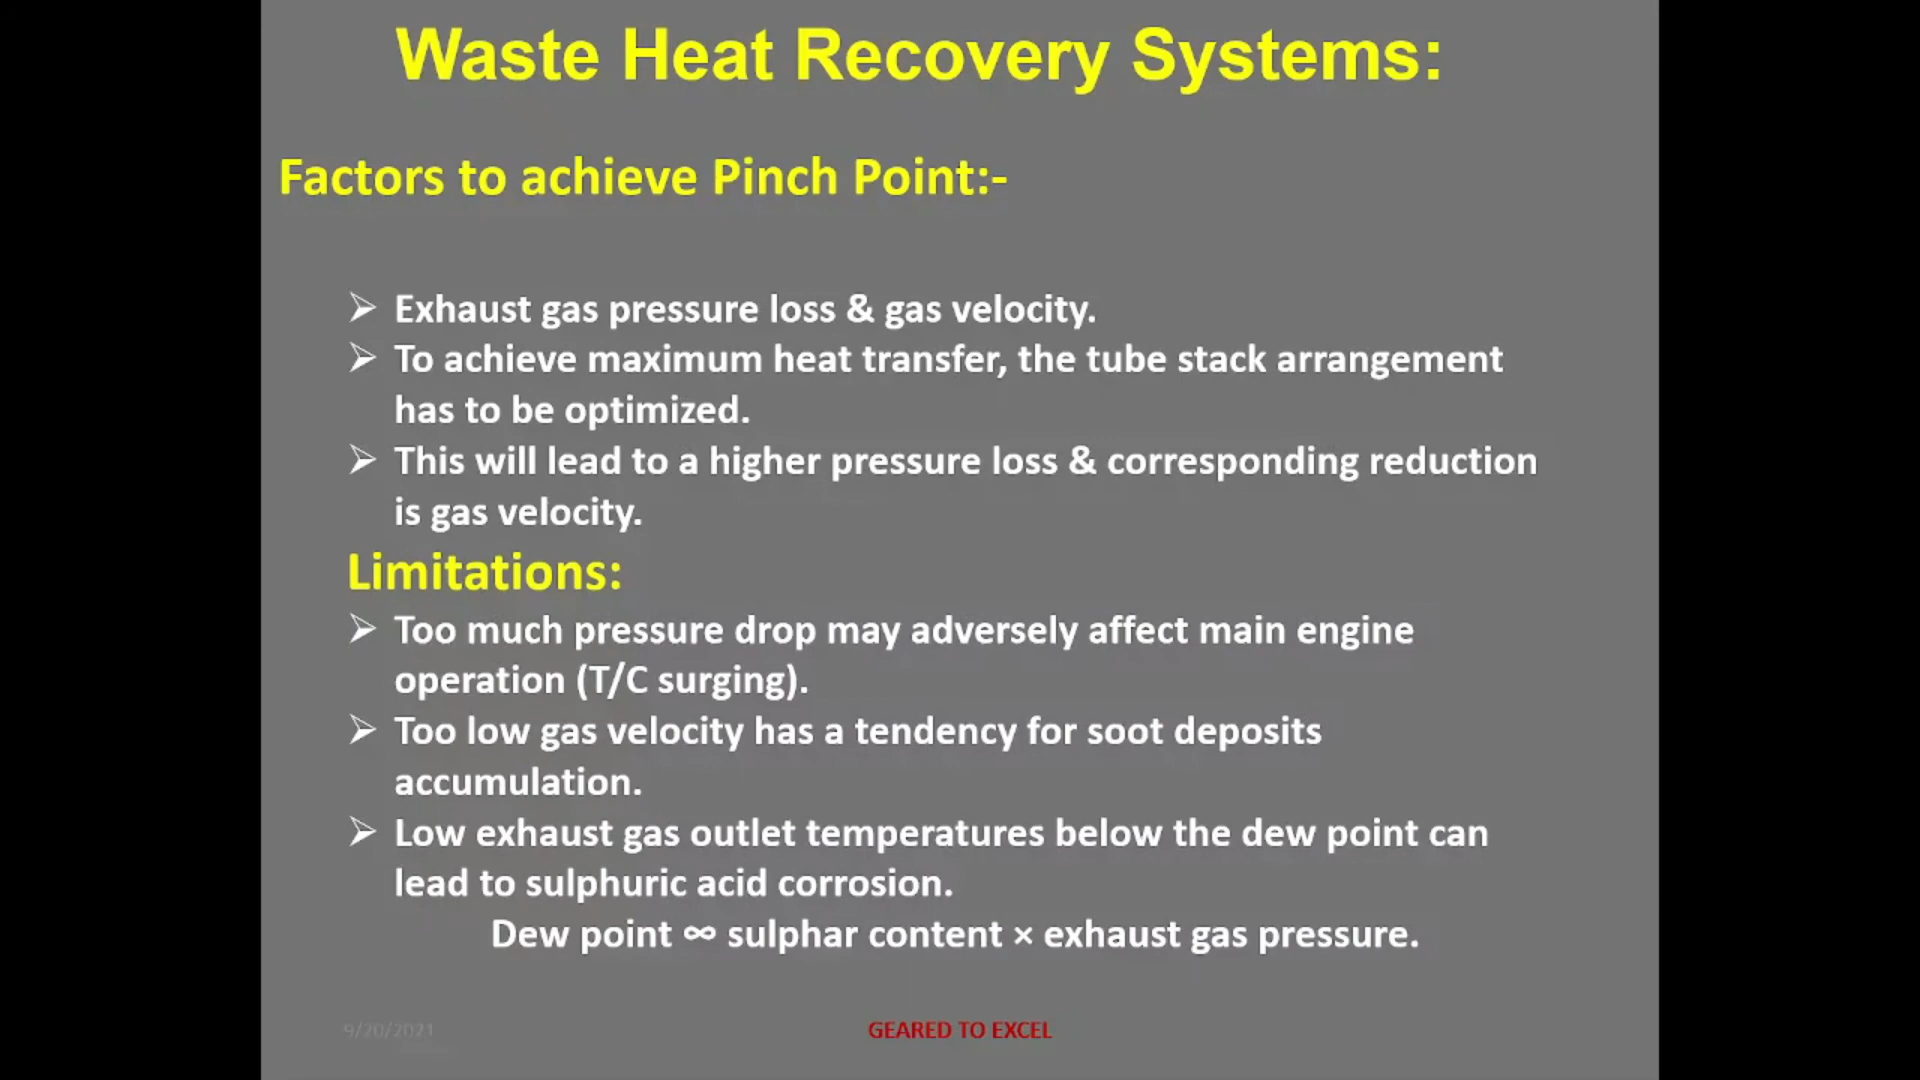 Waste Heat Recovery Systems:
Factors to achieve Pinch Point:-
➢ Exhaust gas pressure loss & gas velocity.
➢ To achieve maximum heat transfer, the tube stack arrangement
has to be optimized.
➢ This will lead to a higher pressure loss & corresponding reduction
is gas velocity.
Limitations:
➢ Too much pressure drop may adversely affect main engine
operation (T/C surging).
➢ Too low gas velocity has a tendency for soot deposits
accumulation.
➢ Low exhaust gas outlet temperatures below the dew point can
lead to sulphuric acid corrosion.
Dew point ∞ sulphar content × exhaust gas pressure.
9/20/2021
GEARED TO EXCEL